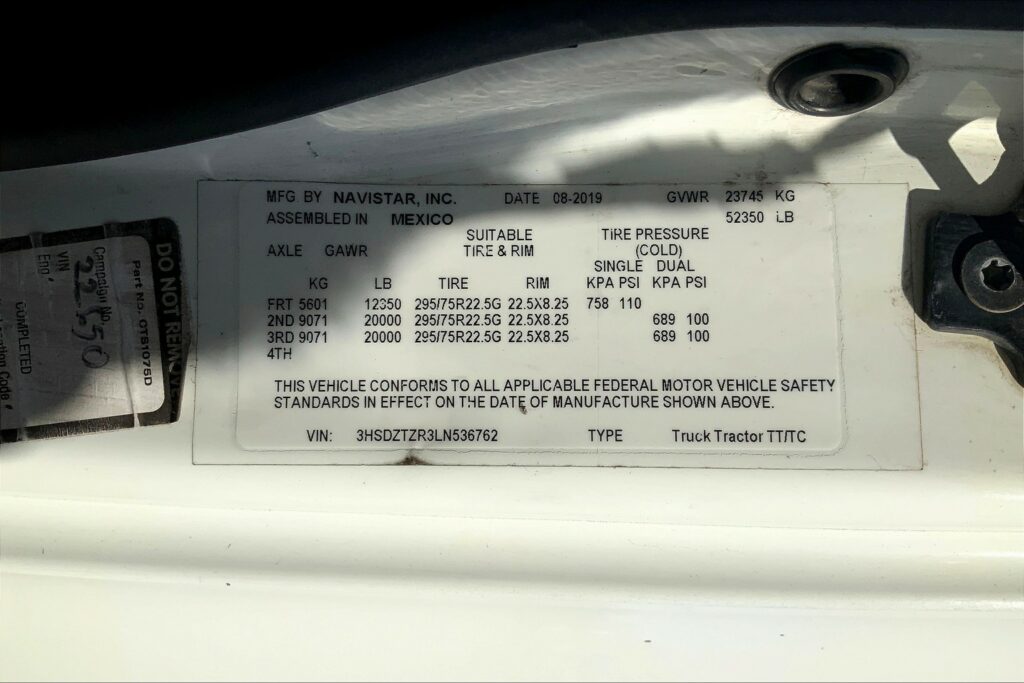 MFG. BY NAVISTAR, INC. DATE 08-2019 GVWR 23745 KG
ASSEMBLED IN MEXICO 52350 LB
SUITABLE TIRE PRESSURE
AXLE GAWR TIRE & RIM (COLD)
SINGLE DUAL
KG LB TIRE RIM KPA PSI KPA PSI
FRT 5601 12350 295/75R22.5G 22.5X8.25 758 110
2ND 9071 20000 295/75R22.5G 22.5X8.25 689 100
3RD 9071 20000 295/75R22.5G 22.5X8.25 689 100
4TH
THIS VEHICLE CONFORMS TO ALL APPLICABLE FEDERAL MOTOR VEHICLE SAFETY
STANDARDS IN EFFECT ON THE DATE OF MANUFACTURE SHOWN ABOVE.
VIN: 3HSDZTZR3LN536762 TYPE Truck Tractor TT/TC
DO NOT REMOVE
Part No. OTS1075D
Campaign No.
22550
VIN
Eng.
COMPLETED
Code